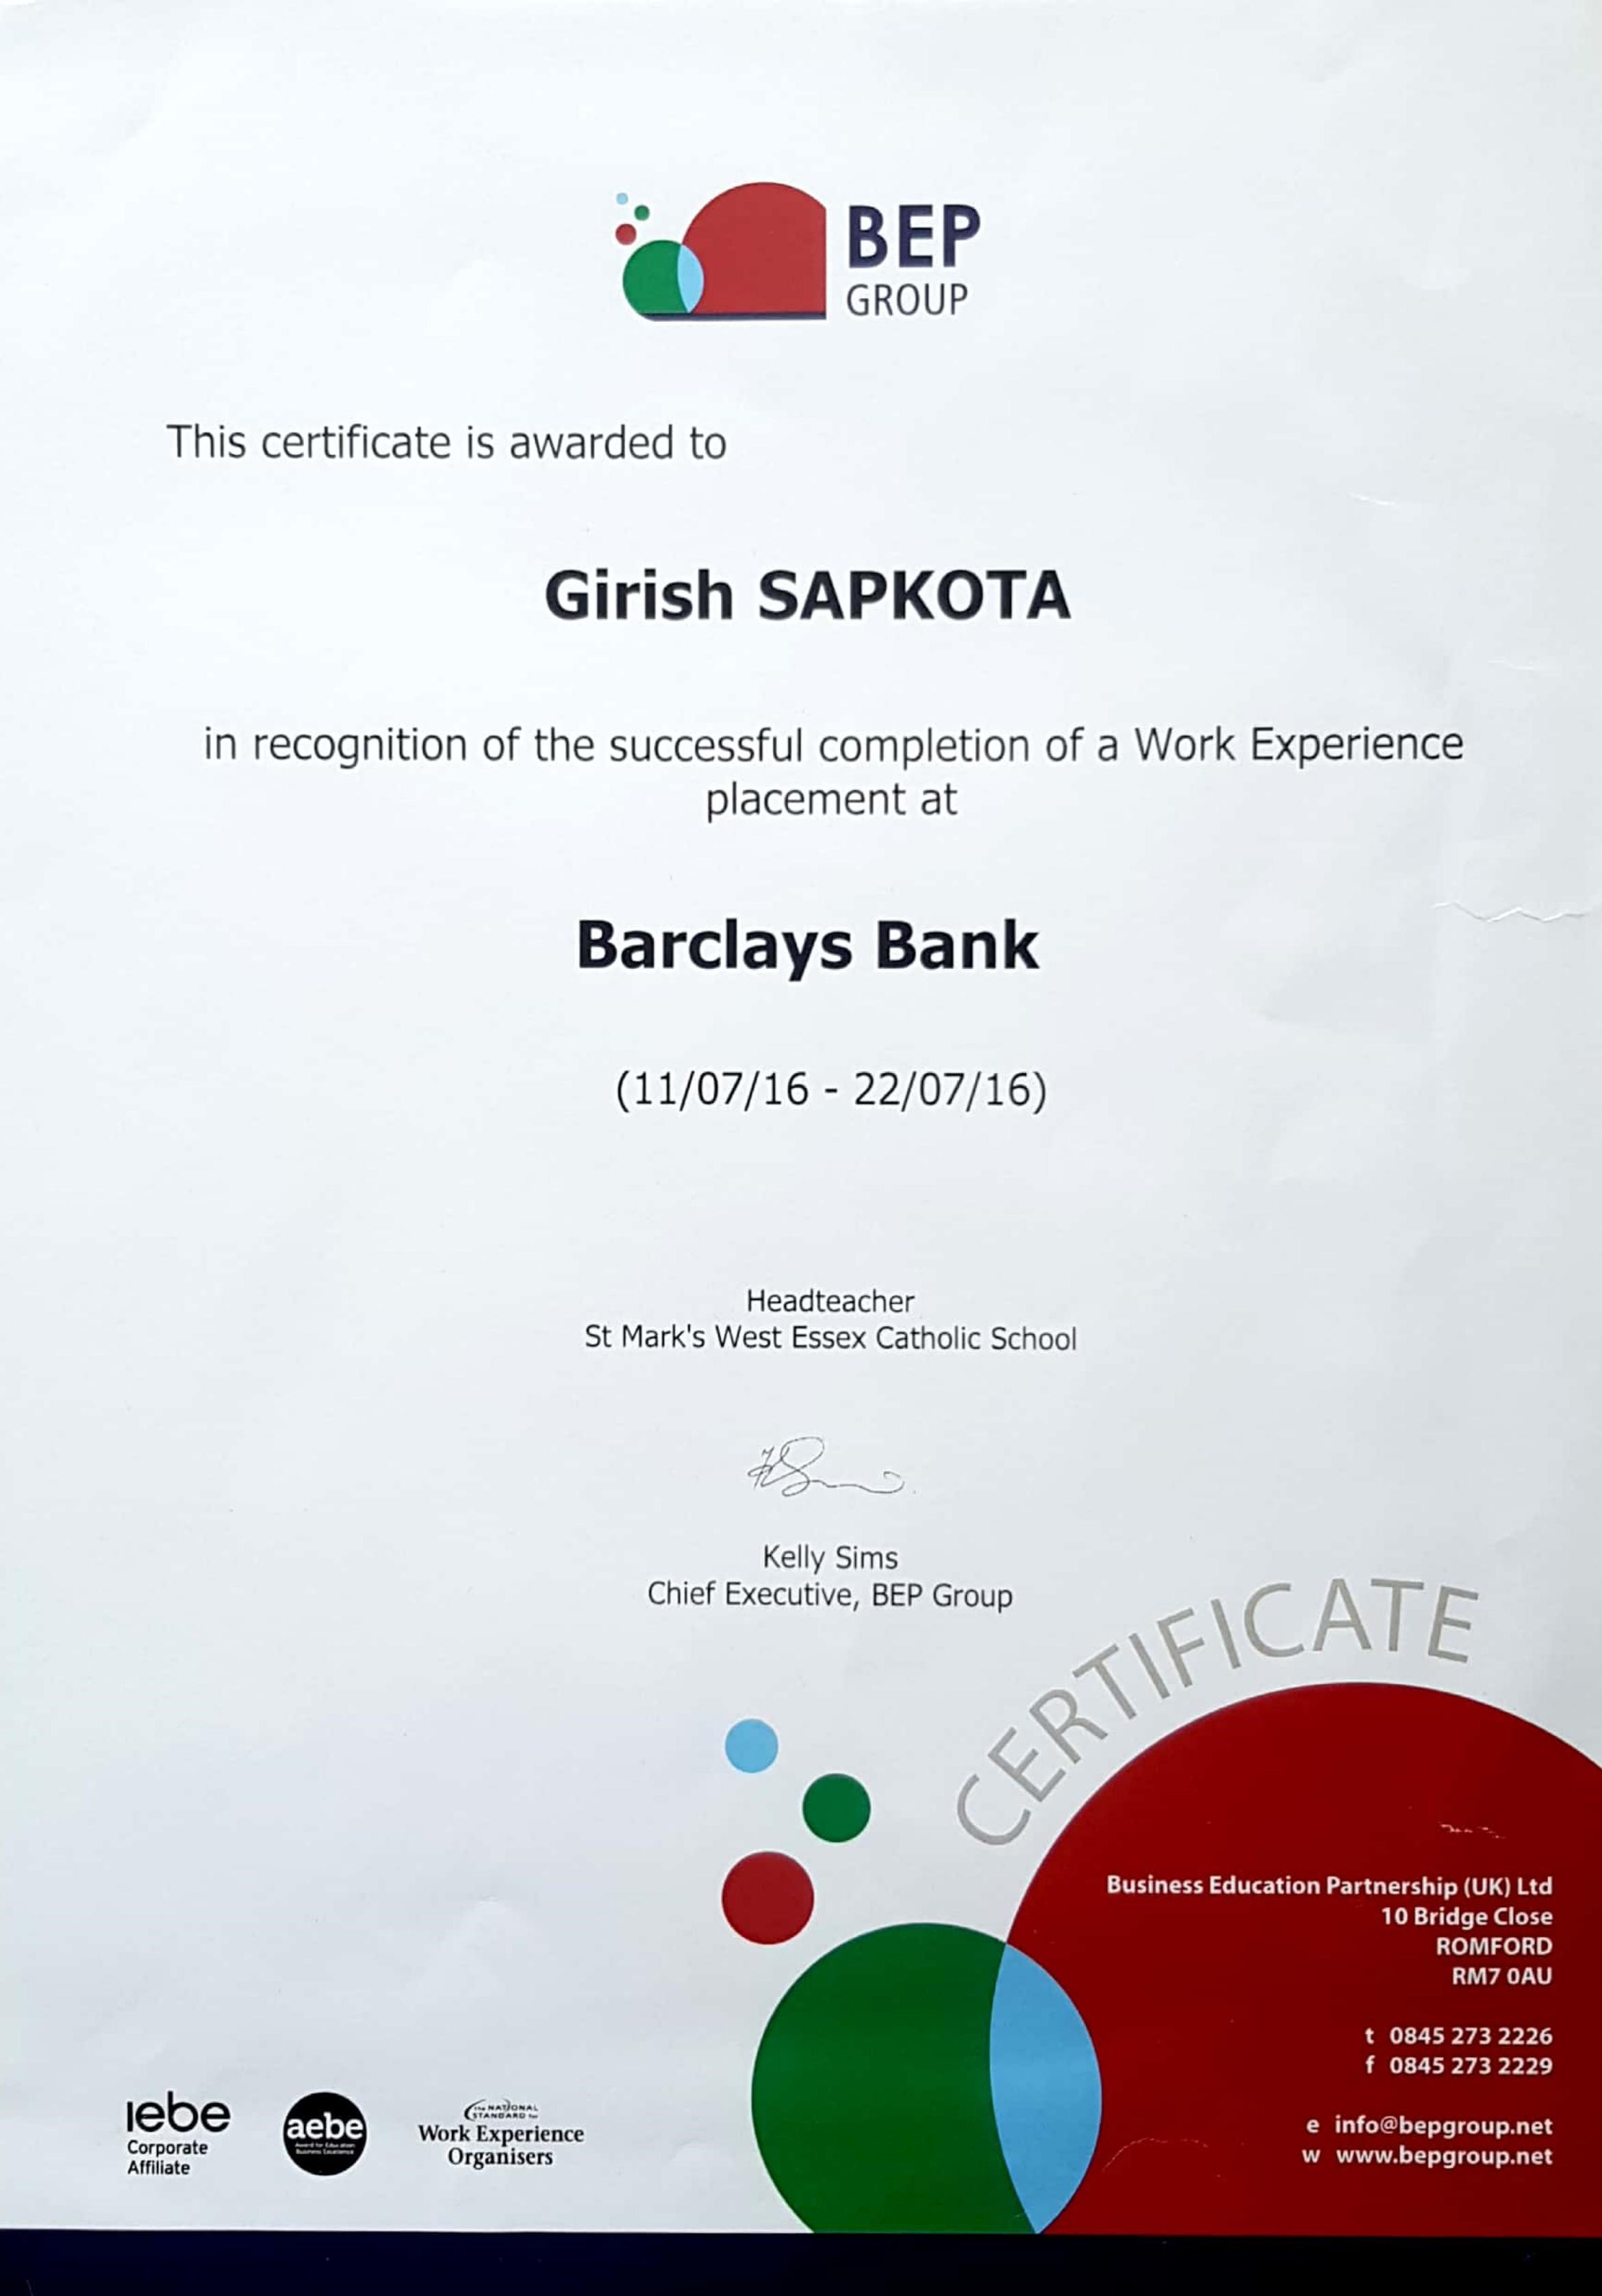 BEP
GROUP
This certificate is awarded to
Girish SAPKOTA
in recognition of the successful completion of a Work Experience
placement at
Barclays Bank
(11/07/16 - 22/07/16)
Headteacher
St Mark's West Essex Catholic School
Kelly Sims
Chief Executive, BEP Group
CERTIFICATE
Business Education Partnership (UK) Ltd
10 Bridge Close
ROMFORD
RM7 0AU
t 0845 273 2226
f 0845 273 2229
e info@bepgroup.net
w www.bepgroup.net
iebe
Corporate
Affiliate
aebe
Award for Education
Business Excellence
The NATIONAL
STANDARD for
Work Experience
Organisers